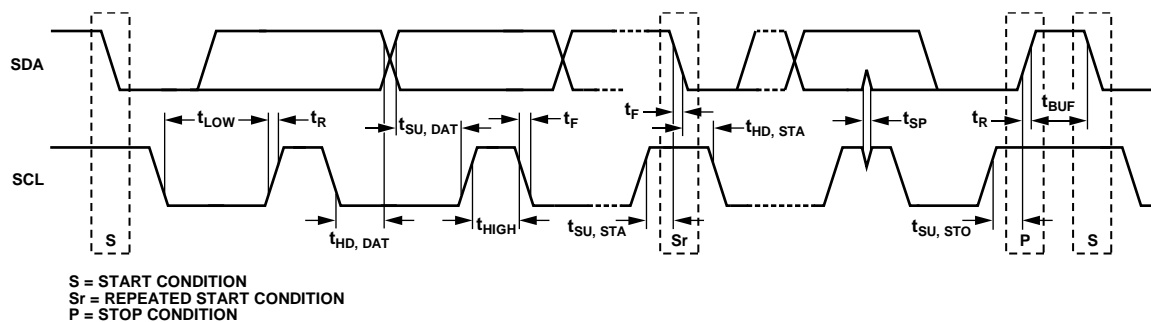 SDA
SCL
tLOW
tR
tSU, DAT
tF
tF
tHD, STA
tSP
tR
tBUF
tHD, DAT
tHIGH
tSU, STA
tSU, STO
S
Sr
P
S
S = START CONDITION
Sr = REPEATED START CONDITION
P = STOP CONDITION